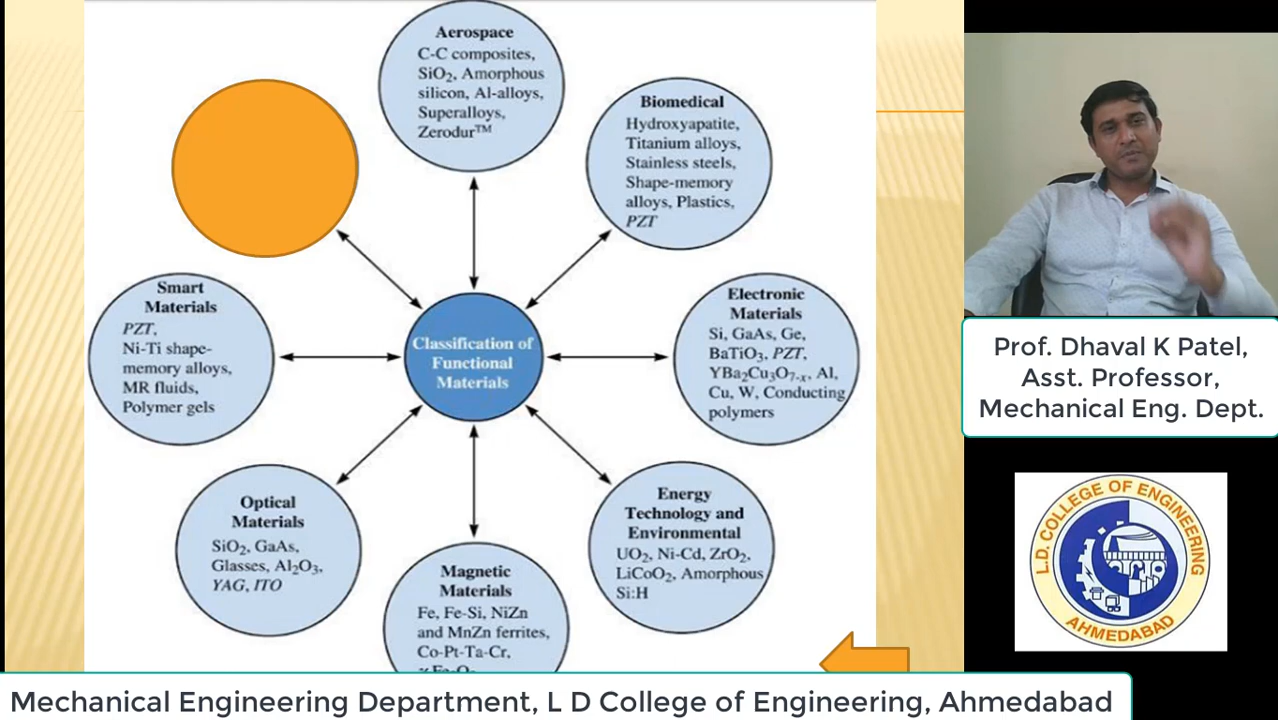 Aerospace
C-C composites,
SiO₂, Amorphous
silicon, Al-alloys,
Superalloys,
Zerodur™
Biomedical
Hydroxyapatite,
Titanium alloys,
Stainless steels,
Shape-memory
alloys, Plastics,
PZT
Smart
Materials
PZT,
Ni-Ti shape-
memory alloys,
MR fluids,
Polymer gels
Classification of
Functional
Materials
Electronic
Materials
Si, GaAs, Ge,
BaTiO₃, PZT,
YBa₂Cu₃O₇₋ₓ, Al,
Cu, W, Conducting
polymers
Optical
Materials
SiO₂, GaAs,
Glasses, Al₂O₃,
YAG, ITO
Magnetic
Materials
Fe, Fe-Si, NiZn
and MnZn ferrites,
Co-Pt-Ta-Cr,
Energy
Technology and
Environmental
UO₂, Ni-Cd, ZrO₂,
LiCoO₂, Amorphous
Si:H
Prof. Dhaval K Patel,
Asst. Professor,
Mechanical Eng. Dept.
L.D. COLLEGE OF ENGINEERING
AHMEDABAD
Mechanical Engineering Department, L D College of Engineering, Ahmedabad